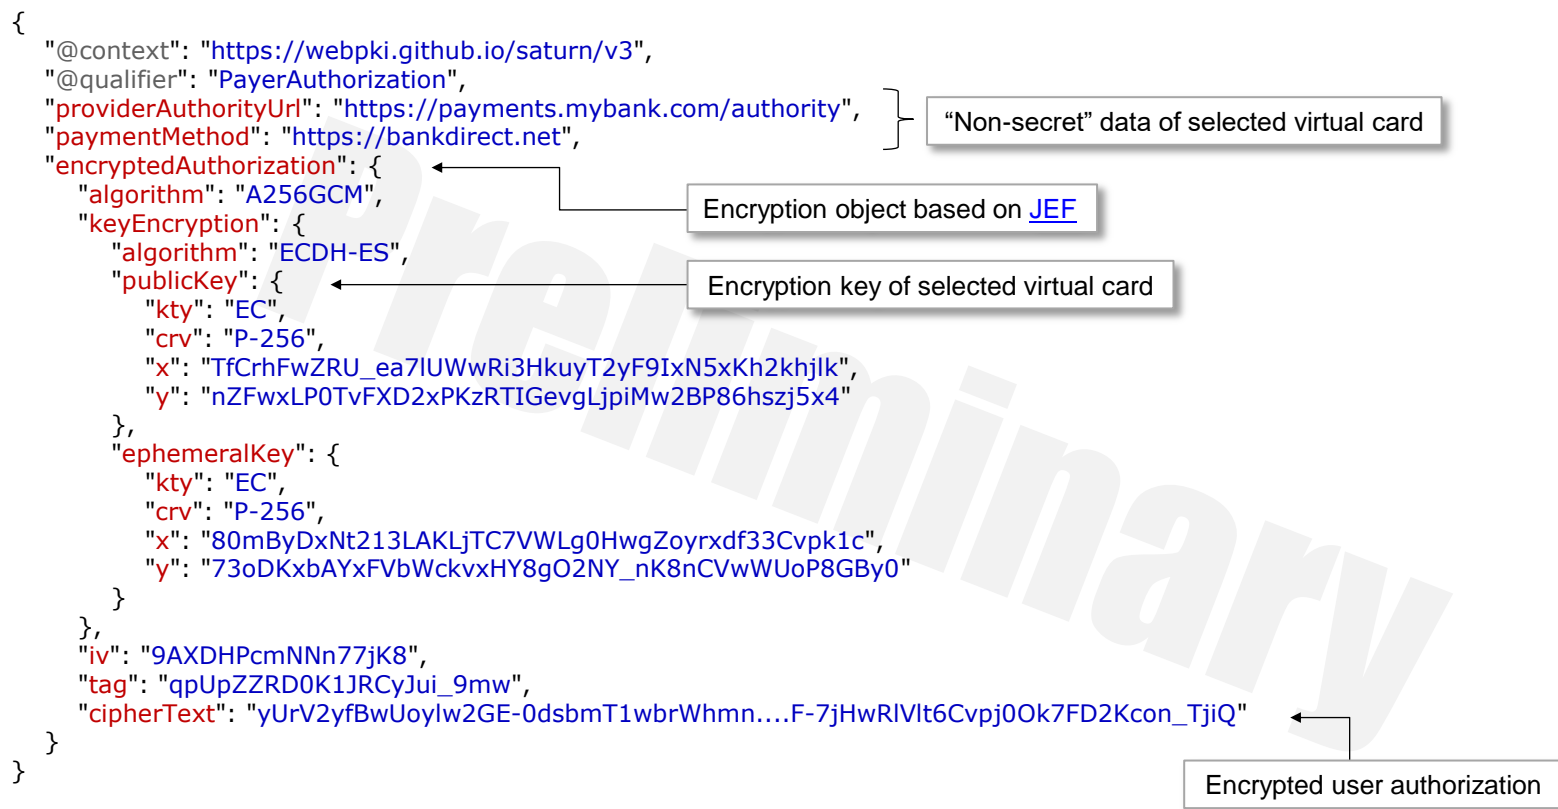 {
"@context": "https://webpki.github.io/saturn/v3",
"@qualifier": "PayerAuthorization",
"providerAuthorityUrl": "https://payments.mybank.com/authority",
"paymentMethod": "https://bankdirect.net",
“Non-secret” data of selected virtual card
"encryptedAuthorization": {
"algorithm": "A256GCM",
Encryption object based on JEF
"keyEncryption": {
"algorithm": "ECDH-ES",
"publicKey": {
Encryption key of selected virtual card
"kty": "EC",
"crv": "P-256",
"x": "TfCrhFwZRU_ea7lUWwRi3HkuyT2yF9IxN5xKh2khjlk",
"y": "nZFwxLP0TvFXD2xPKzRTIGevgLjpiMw2BP86hszj5x4"
},
"ephemeralKey": {
"kty": "EC",
"crv": "P-256",
"x": "80mByDxNt213LAKLjTC7VWLg0HwgZoyrxdf33Cvpk1c",
"y": "73oDKxbAYxFVbWckvxHY8gO2NY_nK8nCVwWUoP8GBy0"
}
},
"iv": "9AXDHPcmNNn77jK8",
"tag": "qpUpZZRD0K1JRCyJui_9mw",
"cipherText": "yUrV2yfBwUoylw2GE-0dsbmT1wbrWhmn....F-7jHwRlVlt6Cvpj0Ok7FD2Kcon_TjiQ"
}
}
Encrypted user authorization
Preliminary